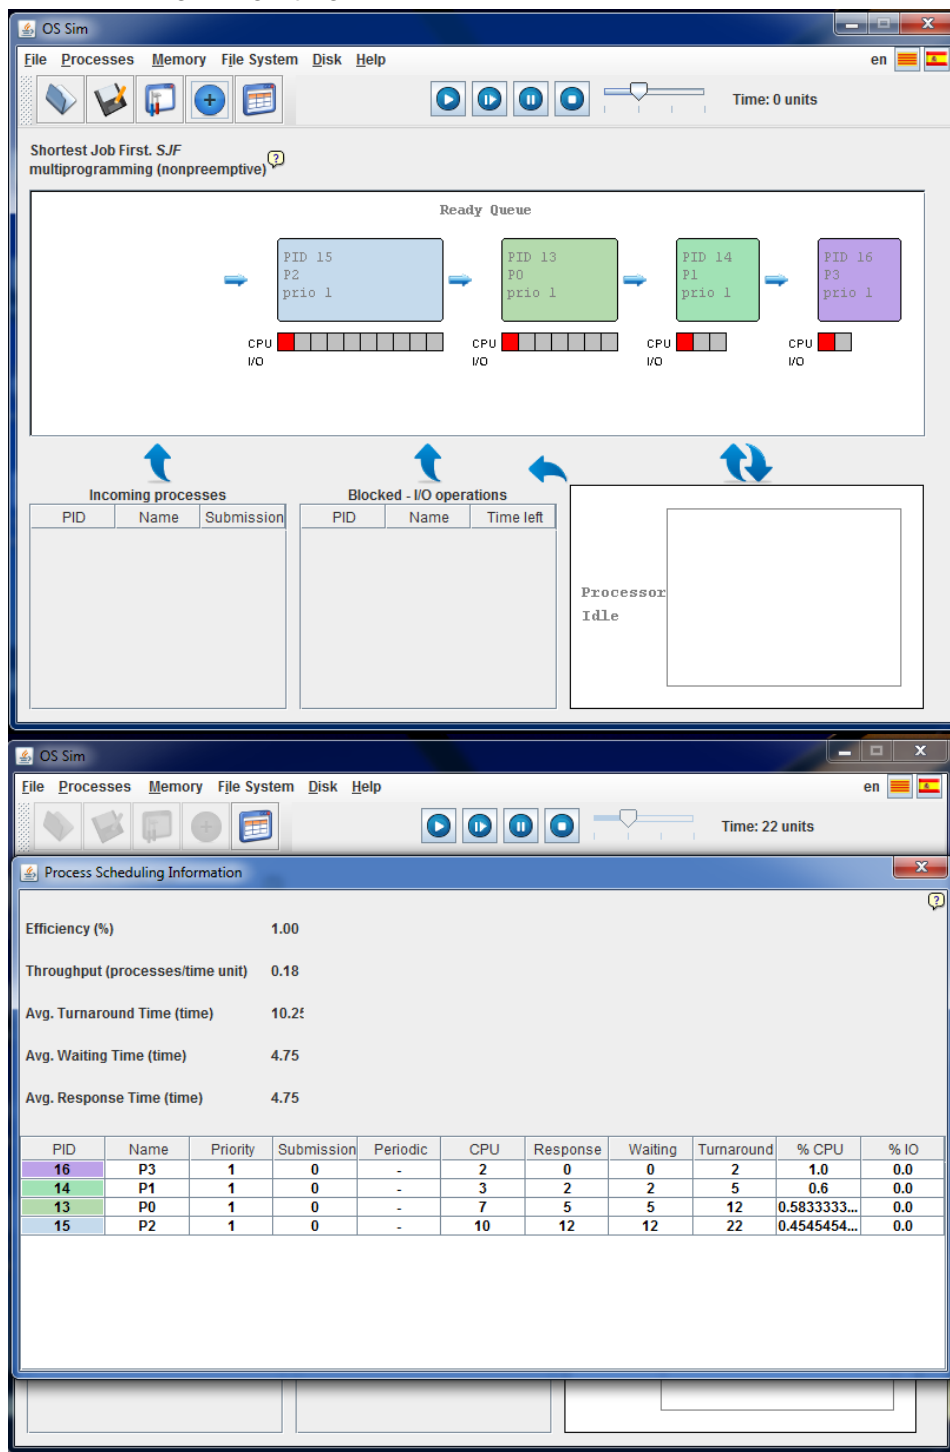 OS Sim
File Processes Memory File System Disk Help en
Time: 0 units
Shortest Job First. SJF
multiprogramming (nonpreemptive)
Ready Queue
PID 15
P2
prio 1
CPU
I/O
PID 13
P0
prio 1
CPU
I/O
PID 14
P1
prio 1
CPU
I/O
PID 16
P3
prio 1
CPU
I/O
Incoming processes
PID Name Submission
Blocked - I/O operations
PID Name Time left
Processor
Idle
OS Sim
File Processes Memory File System Disk Help en
Time: 22 units
Process Scheduling Information
Efficiency (%) 1.00
Throughput (processes/time unit) 0.18
Avg. Turnaround Time (time) 10.25
Avg. Waiting Time (time) 4.75
Avg. Response Time (time) 4.75
PID Name Priority Submission Periodic CPU Response Waiting Turnaround % CPU % IO
16 P3 1 0 - 2 0 0 2 1.0 0.0
14 P1 1 0 - 3 2 2 5 0.6 0.0
13 P0 1 0 - 7 5 5 12 0.5833333... 0.0
15 P2 1 0 - 10 12 12 22 0.4545454... 0.0